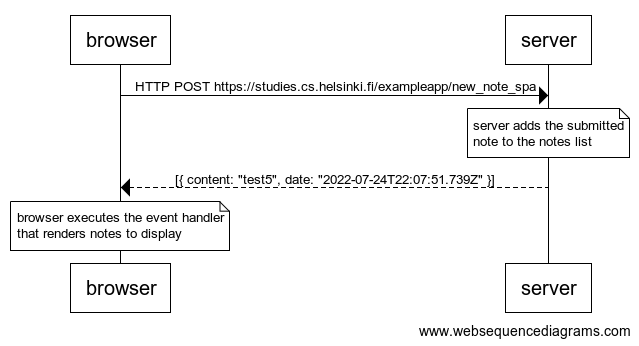 browser
server
HTTP POST https://studies.cs.helsinki.fi/exampleapp/new_note_spa
server adds the submitted
note to the notes list
[{ content: "test5", date: "2022-07-24T22:07:51.739Z" }]
browser executes the event handler
that renders notes to display
browser
server
www.websequencediagrams.com